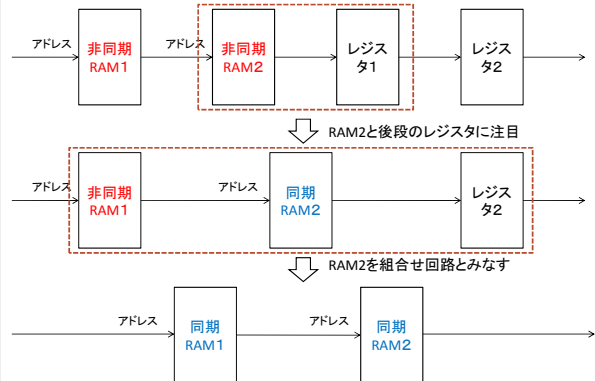 アドレス
非同期
RAM1
アドレス
非同期
RAM2
レジス
タ1
レジス
タ2
RAM2と後段のレジスタに注目
アドレス
非同期
RAM1
アドレス
同期
RAM2
レジス
タ2
RAM2を組合せ回路とみなす
アドレス
同期
RAM1
アドレス
同期
RAM2